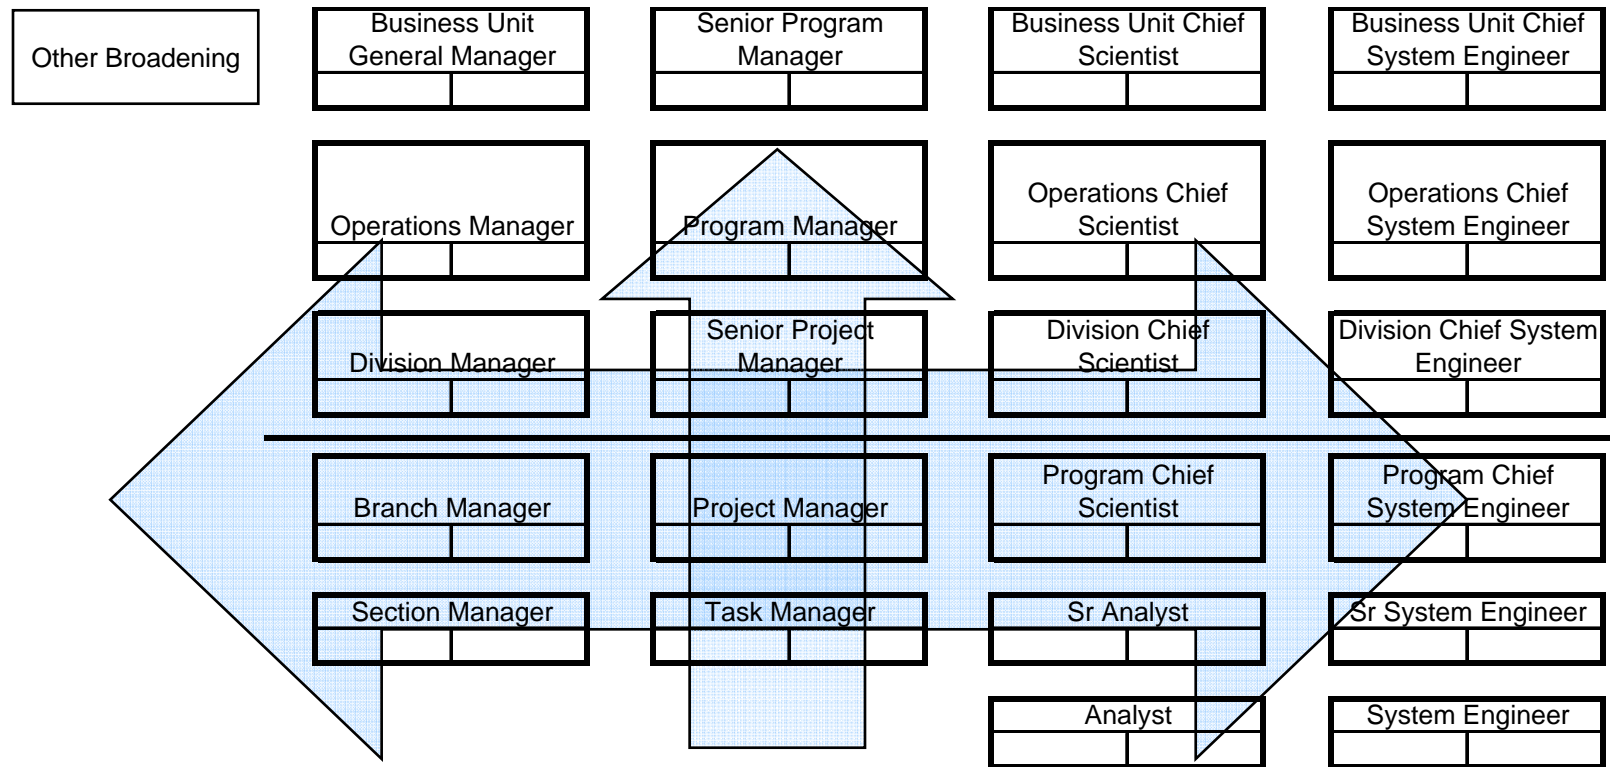 Other Broadening
Business Unit
General Manager
Senior Program
Manager
Business Unit Chief
Scientist
Business Unit Chief
System Engineer
Operations Manager
Program Manager
Operations Chief
Scientist
Operations Chief
System Engineer
Division Manager
Senior Project
Manager
Division Chief
Scientist
Division Chief System
Engineer
Branch Manager
Project Manager
Program Chief
Scientist
Program Chief
System Engineer
Section Manager
Task Manager
Sr Analyst
Sr System Engineer
Analyst
System Engineer